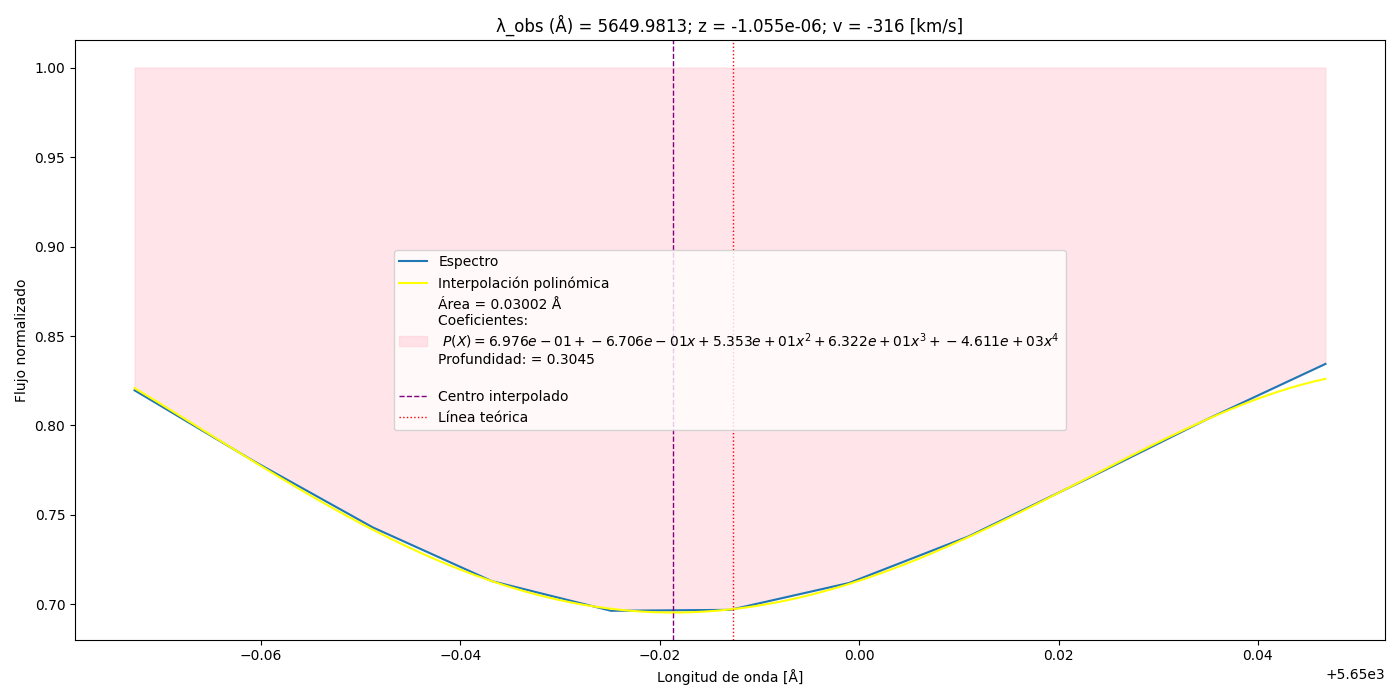 λ_obs (Å) = 5649.9813; z = -1.055e-06; v = -316 [km/s]
Flujo normalizado
1.00
0.95
0.90
0.85
0.80
0.75
0.70
Espectro
Interpolación polinómica
Área = 0.03002 Å
Coeficientes:
P(X) = 6.976e − 01 + −6.706e − 01x + 5.353e + 01x² + 6.322e + 01x³ + −4.611e + 03x⁴
Profundidad: = 0.3045
Centro interpolado
Línea teórica
−0.06
−0.04
−0.02
0.00
0.02
0.04
+5.65e3
Longitud de onda [Å]